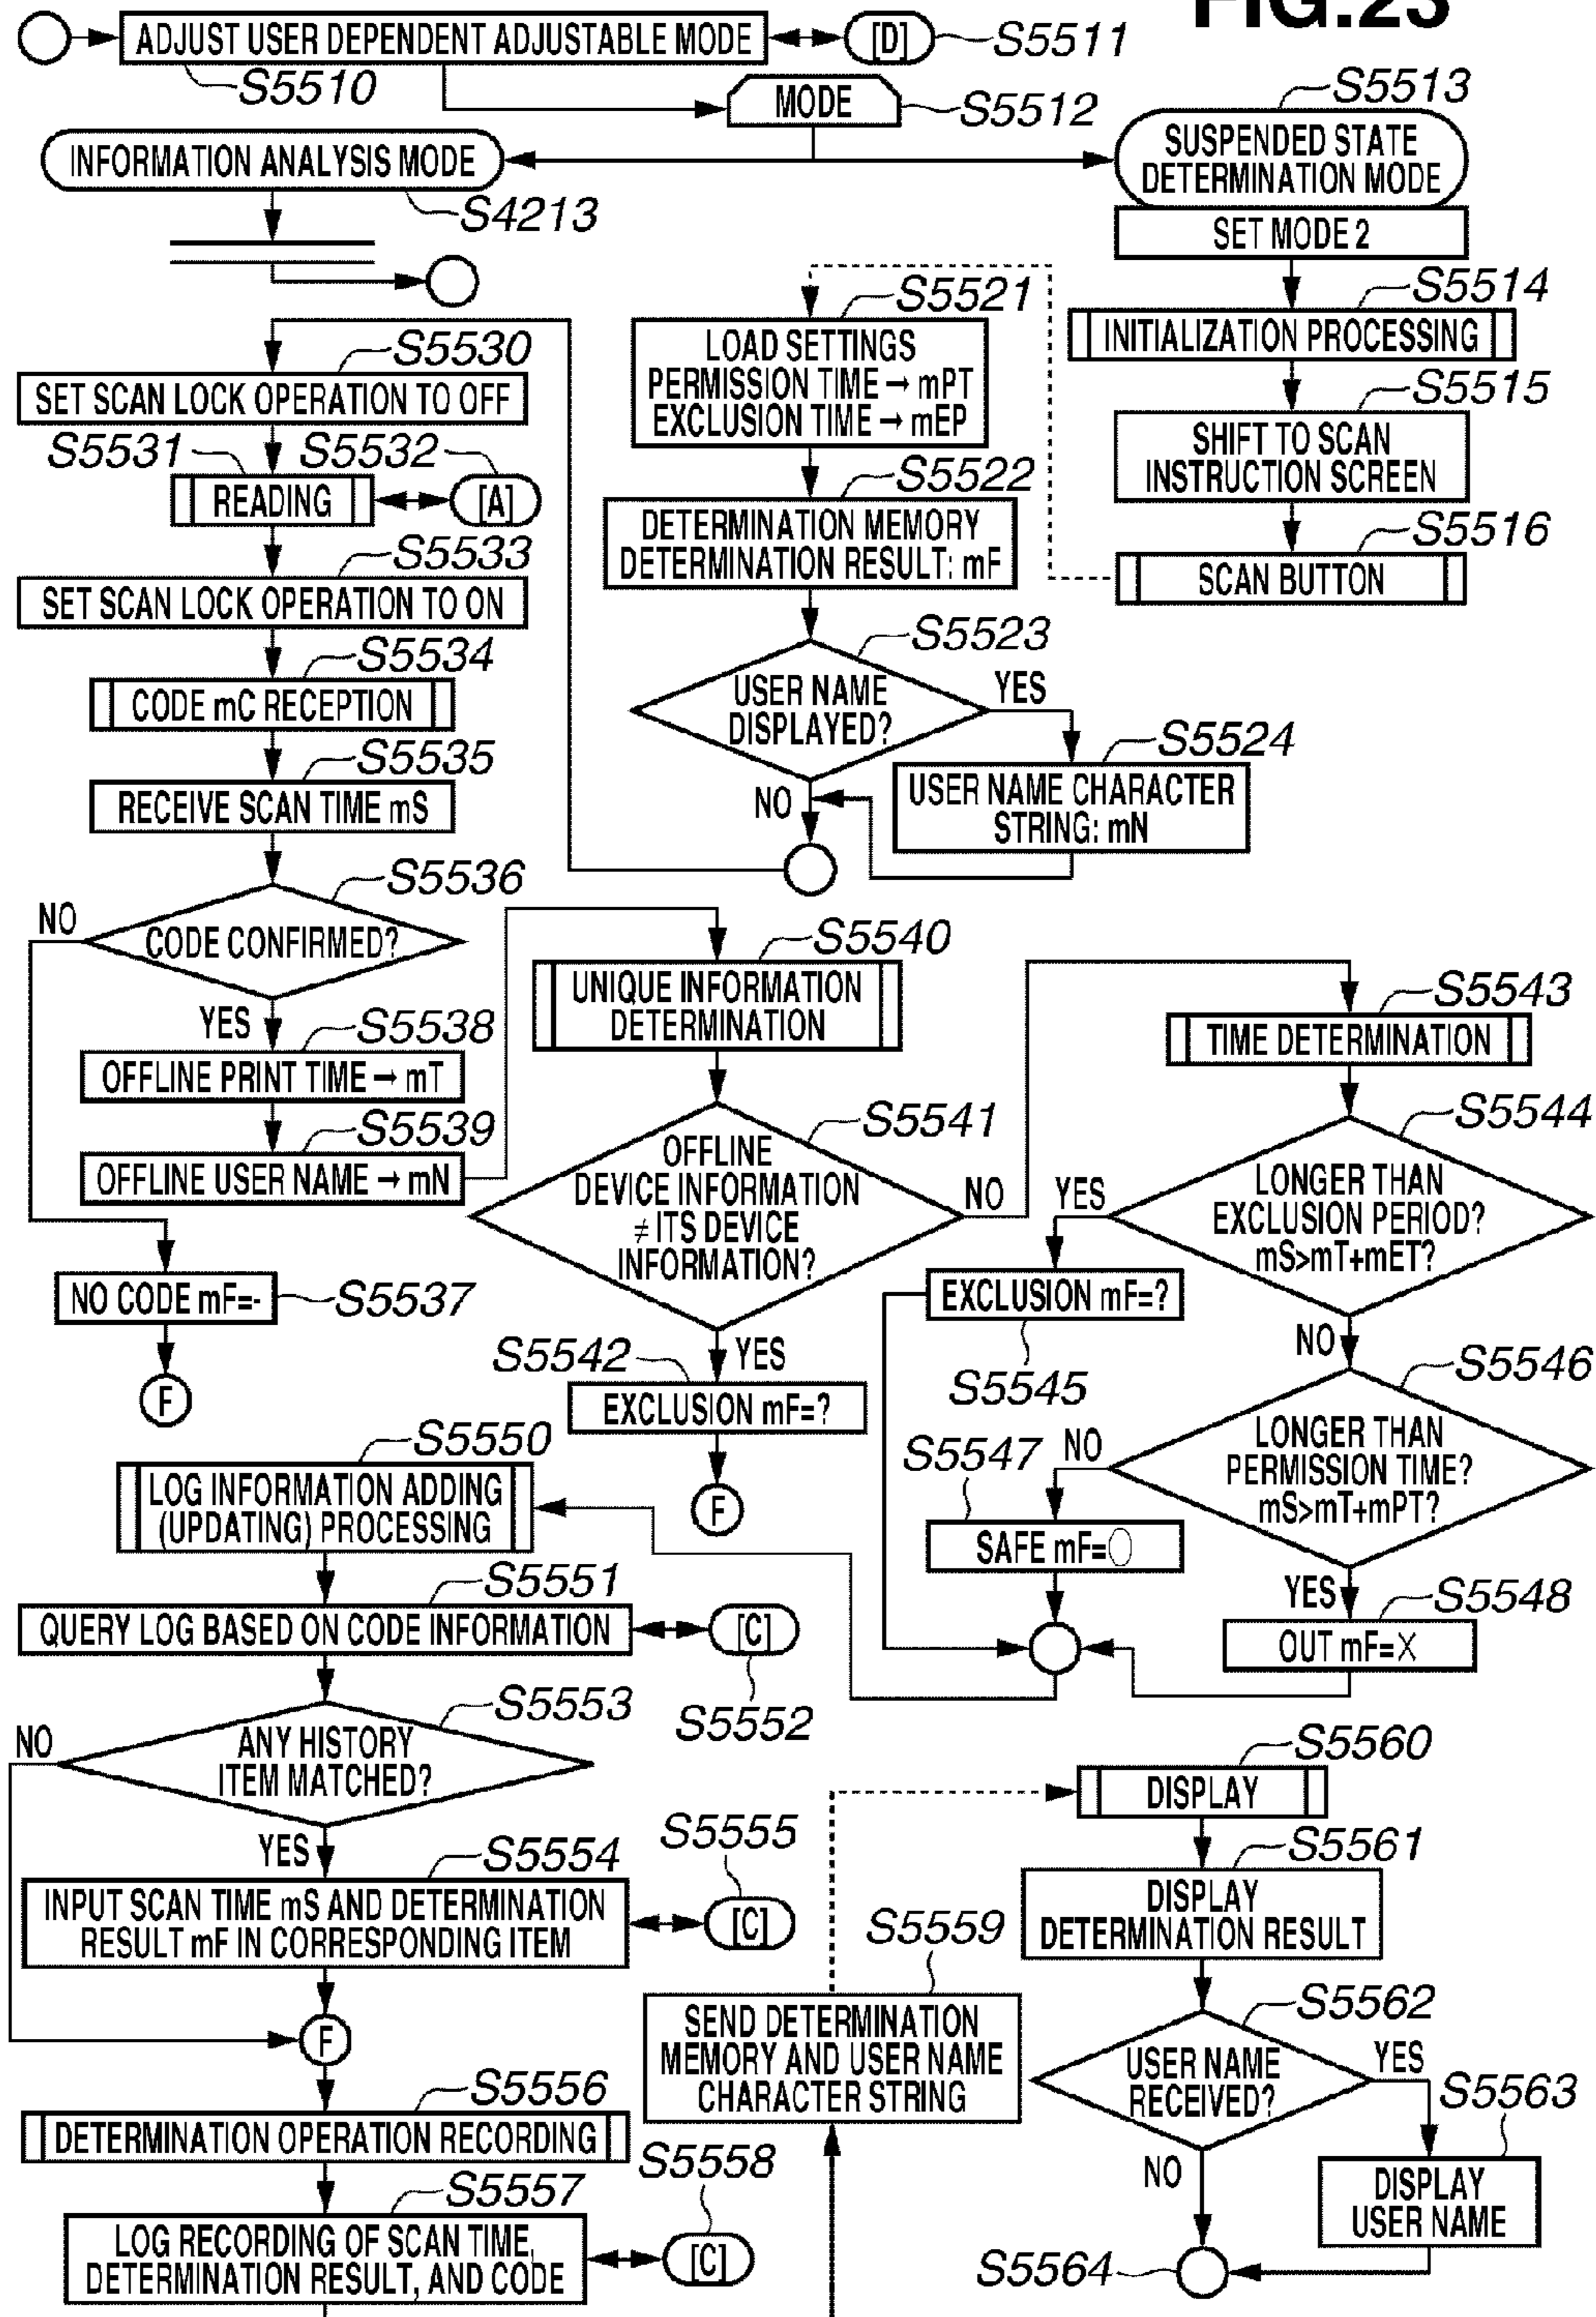 FIG.23
ADJUST USER DEPENDENT ADJUSTABLE MODE
[D]
S5511
S5510
MODE
S5512
S5513
INFORMATION ANALYSIS MODE
S4213
SUSPENDED STATE
DETERMINATION MODE
SET MODE 2
S5514
INITIALIZATION PROCESSING
S5515
SHIFT TO SCAN
INSTRUCTION SCREEN
S5516
SCAN BUTTON
S5521
LOAD SETTINGS
PERMISSION TIME → mPT
EXCLUSION TIME → mEP
S5522
DETERMINATION MEMORY
DETERMINATION RESULT: mF
S5523
USER NAME
DISPLAYED?
YES
S5524
USER NAME CHARACTER
STRING: mN
NO
S5530
SET SCAN LOCK OPERATION TO OFF
S5531
S5532
READING
[A]
S5533
SET SCAN LOCK OPERATION TO ON
S5534
CODE mC RECEPTION
S5535
RECEIVE SCAN TIME mS
S5536
NO
CODE CONFIRMED?
YES
S5538
OFFLINE PRINT TIME → mT
S5539
OFFLINE USER NAME → mN
NO CODE mF=-
S5537
F
S5540
UNIQUE INFORMATION
DETERMINATION
S5541
OFFLINE
DEVICE INFORMATION
≠ ITS DEVICE
INFORMATION?
NO
YES
S5542
EXCLUSION mF=?
F
S5543
TIME DETERMINATION
S5544
LONGER THAN
EXCLUSION PERIOD?
mS>mT+mET?
YES
EXCLUSION mF=?
S5545
NO
S5546
LONGER THAN
PERMISSION TIME?
mS>mT+mPT?
S5547
NO
SAFE mF=○
YES
S5548
OUT mF=×
S5550
LOG INFORMATION ADDING
(UPDATING) PROCESSING
S5551
QUERY LOG BASED ON CODE INFORMATION
[C]
S5552
S5553
NO
ANY HISTORY
ITEM MATCHED?
YES
S5554
S5555
INPUT SCAN TIME mS AND DETERMINATION
RESULT mF IN CORRESPONDING ITEM
[C]
F
S5556
DETERMINATION OPERATION RECORDING
S5557
S5558
LOG RECORDING OF SCAN TIME,
DETERMINATION RESULT, AND CODE
[C]
S5559
SEND DETERMINATION
MEMORY AND USER NAME
CHARACTER STRING
S5560
DISPLAY
S5561
DISPLAY
DETERMINATION RESULT
S5562
USER NAME
RECEIVED?
YES
S5563
NO
DISPLAY
USER NAME
S5564